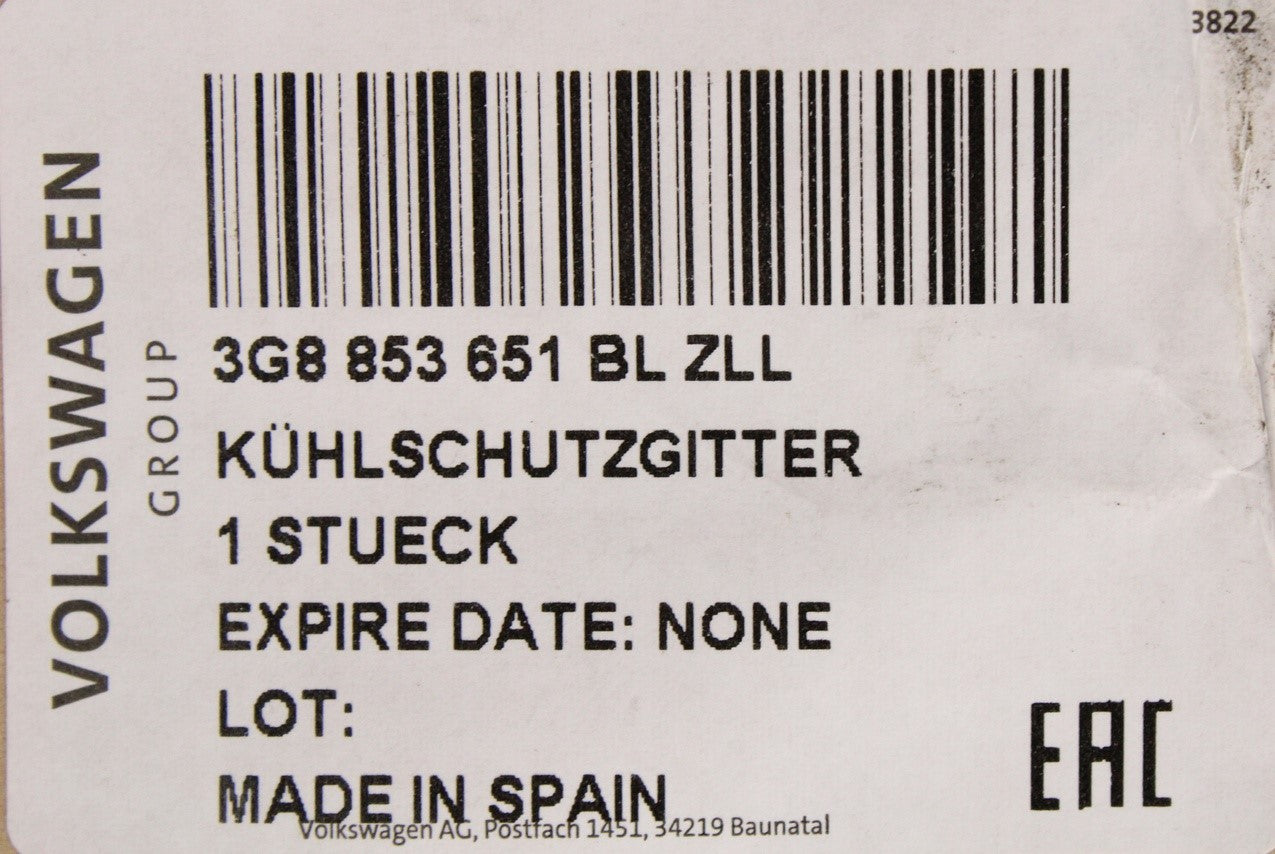 3822
VOLKSWAGEN
GROUP
3G8 853 651 BL ZLL
KÜHLSCHUTZGITTER
1 STUECK
EXPIRE DATE: NONE
LOT:
MADE IN SPAIN
EAC
Volkswagen AG, Postfach 1451, 34219 Baunatal